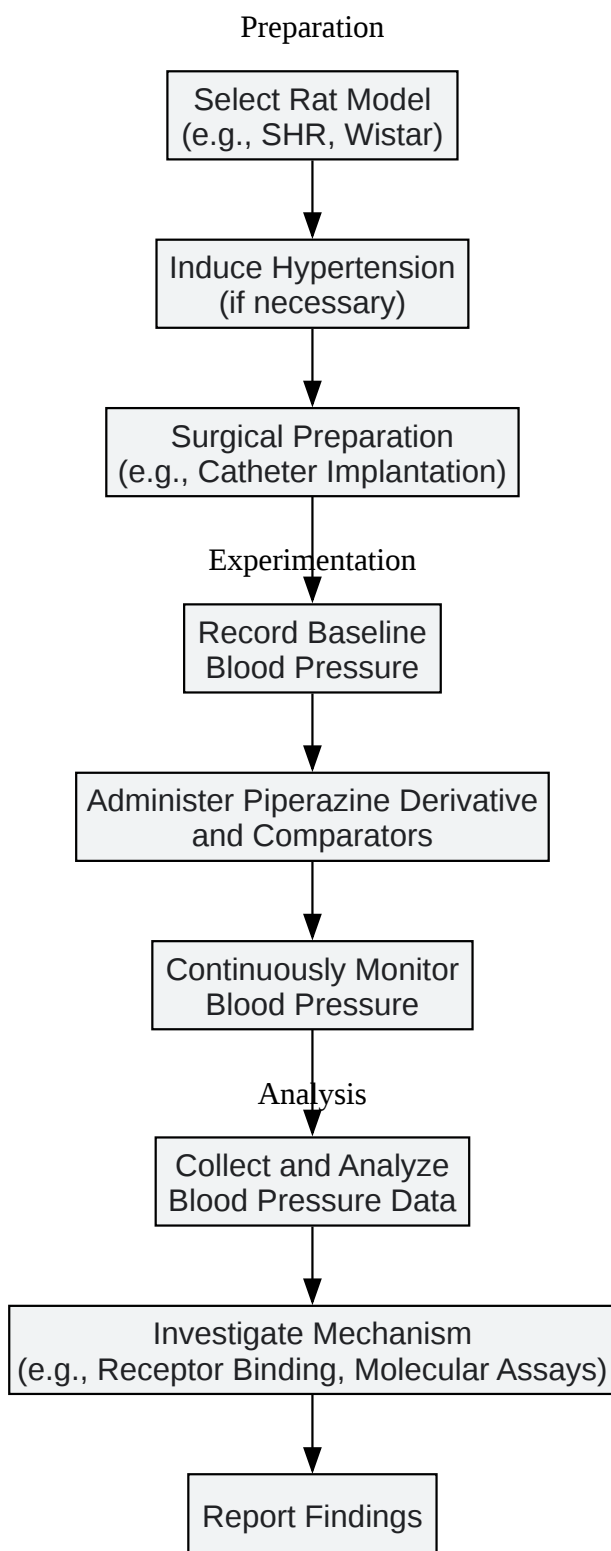 Preparation
Select Rat Model
(e.g., SHR, Wistar)
Induce Hypertension
(if necessary)
Surgical Preparation
(e.g., Catheter Implantation)
Experimentation
Record Baseline
Blood Pressure
Administer Piperazine Derivative
and Comparators
Continuously Monitor
Blood Pressure
Analysis
Collect and Analyze
Blood Pressure Data
Investigate Mechanism
(e.g., Receptor Binding, Molecular Assays)
Report Findings